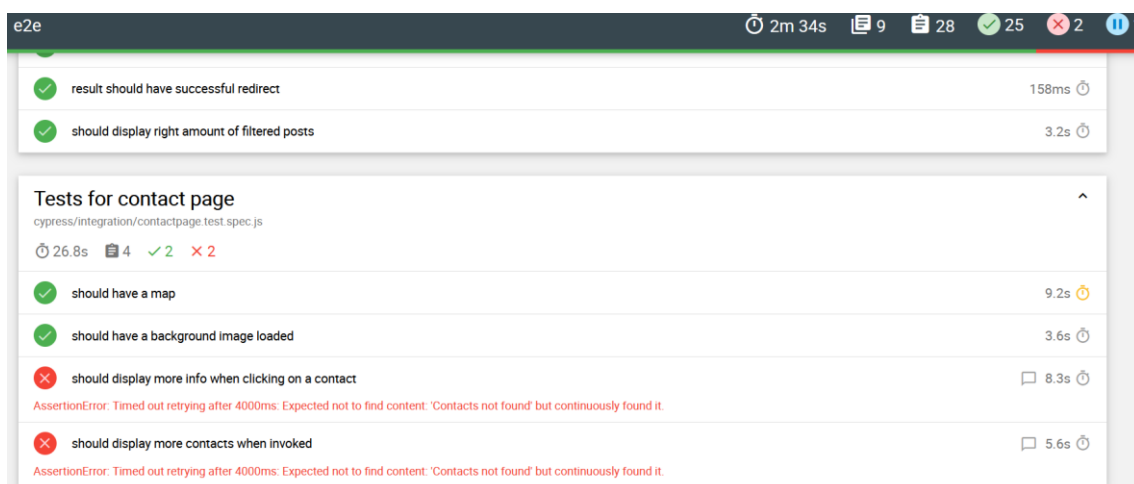 e2e 2m 34s 9 28 25 2
result should have successful redirect 158ms
should display right amount of filtered posts 3.2s
Tests for contact page
cypress/integration/contactpage.test.spec.js
26.8s 4 2 2
should have a map 9.2s
should have a background image loaded 3.6s
should display more info when clicking on a contact 8.3s
AssertionError: Timed out retrying after 4000ms: Expected not to find content: 'Contacts not found' but continuously found it.
should display more contacts when invoked 5.6s
AssertionError: Timed out retrying after 4000ms: Expected not to find content: 'Contacts not found' but continuously found it.